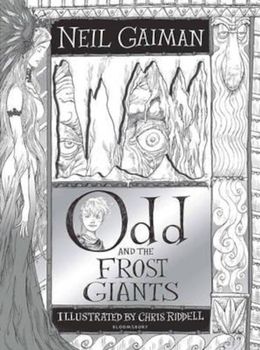 NEIL GAIMAN
Odd
AND THE
FROST
GIANTS
ILLUSTRATED BY CHRIS RIDDELL
BLOOMSBURY